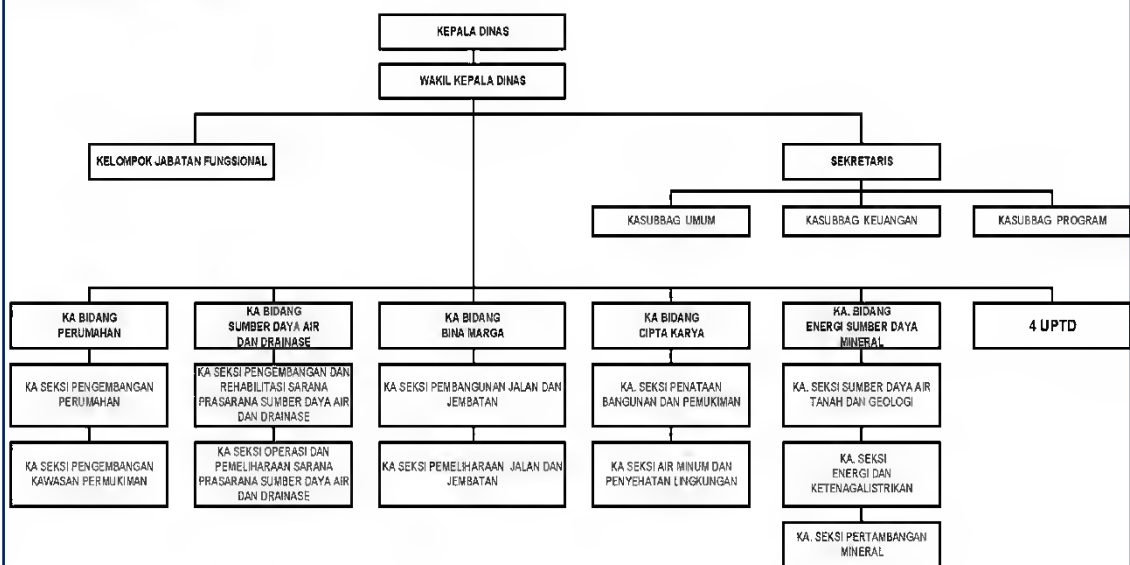 KEPALA DINAS
WAKIL KEPALA DINAS
KELOMPOK JABATAN FUNGSIONAL
SEKRETARIS
KASUBBAG UMUM
KASUBBAG KEUANGAN
KASUBBAG PROGRAM
KA BIDANG
PERUMAHAN
KA BIDANG
SUMBER DAYA AIR
DAN DRAINASE
KA BIDANG
BINA MARGA
KA BIDANG
CIPTA KARYA
KA. BIDANG
ENERGI SUMBER DAYA
MINERAL
4 UPTD
KA SEKSI PENGEMBANGAN
PERUMAHAN
KA SEKSI PENGEMBANGAN DAN
REHABILITASI SARANA
PRASARANA SUMBER DAYA AIR
DAN DRAINASE
KA SEKSI PEMBANGUNAN JALAN DAN
JEMBATAN
KA. SEKSI PENATAAN
BANGUNAN DAN PEMUKIMAN
KA. SEKSI SUMBER DAYA AIR
TANAH DAN GEOLOGI
KA SEKSI PENGEMBANGAN
KAWASAN PERMUKIMAN
KA SEKSI OPERASI DAN
PEMELIHARAAN SARANA
PRASARANA SUMBER DAYA AIR
DAN DRAINASE
KA SEKSI PEMELIHARAAN JALAN DAN
JEMBATAN
KA SEKSI AIR MINUM DAN
PENYEHATAN LINGKUNGAN
KA. SEKSI
ENERGI DAN
KETENAGALISTRIKAN
KA. SEKSI PERTAMBANGAN
MINERAL